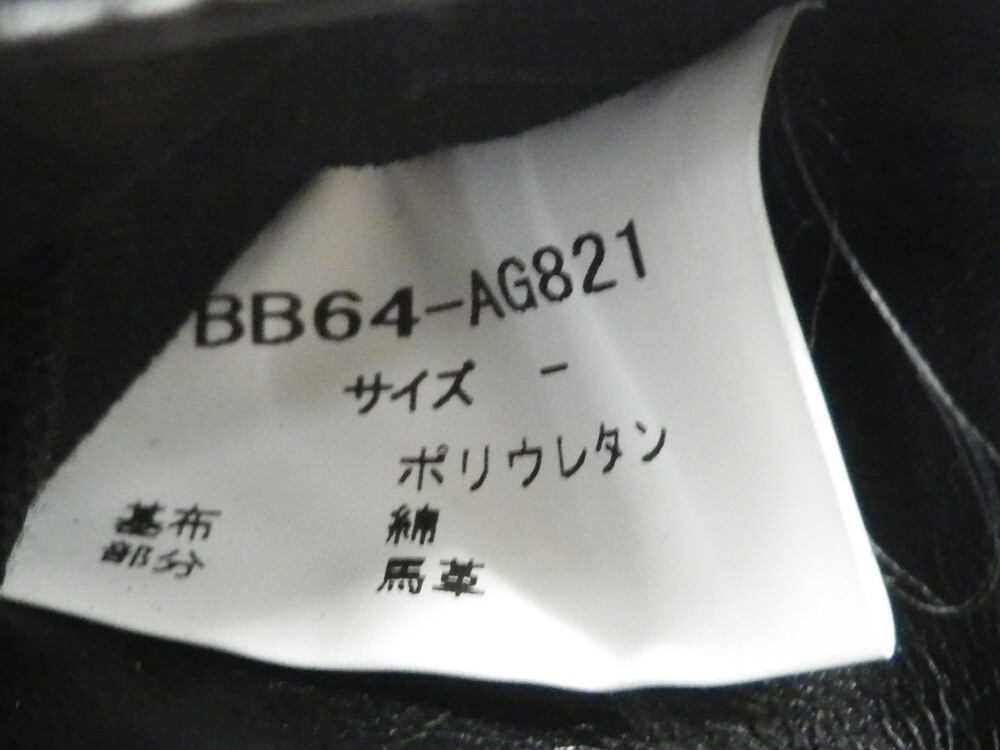 BB64-AG821
サイズ －
ポリウレタン
基布 綿
部分 馬革